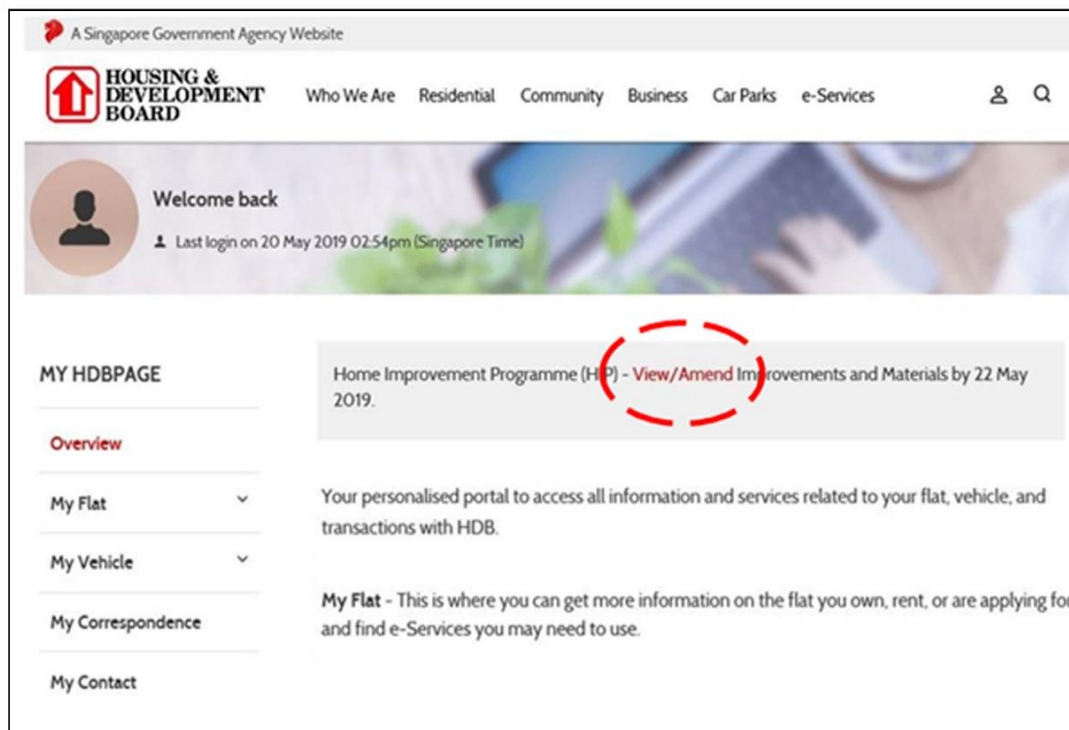 A Singapore Government Agency Website
HOUSING &
DEVELOPMENT
BOARD
Who We Are Residential Community Business Car Parks e-Services
Welcome back
Last login on 20 May 2019 02:54pm (Singapore Time)
MY HDBPAGE
Overview
My Flat
My Vehicle
My Correspondence
My Contact
Home Improvement Programme (HIP) - View/Amend Improvements and Materials by 22 May
2019.
Your personalised portal to access all information and services related to your flat, vehicle, and
transactions with HDB.
My Flat - This is where you can get more information on the flat you own, rent, or are applying for
and find e-Services you may need to use.